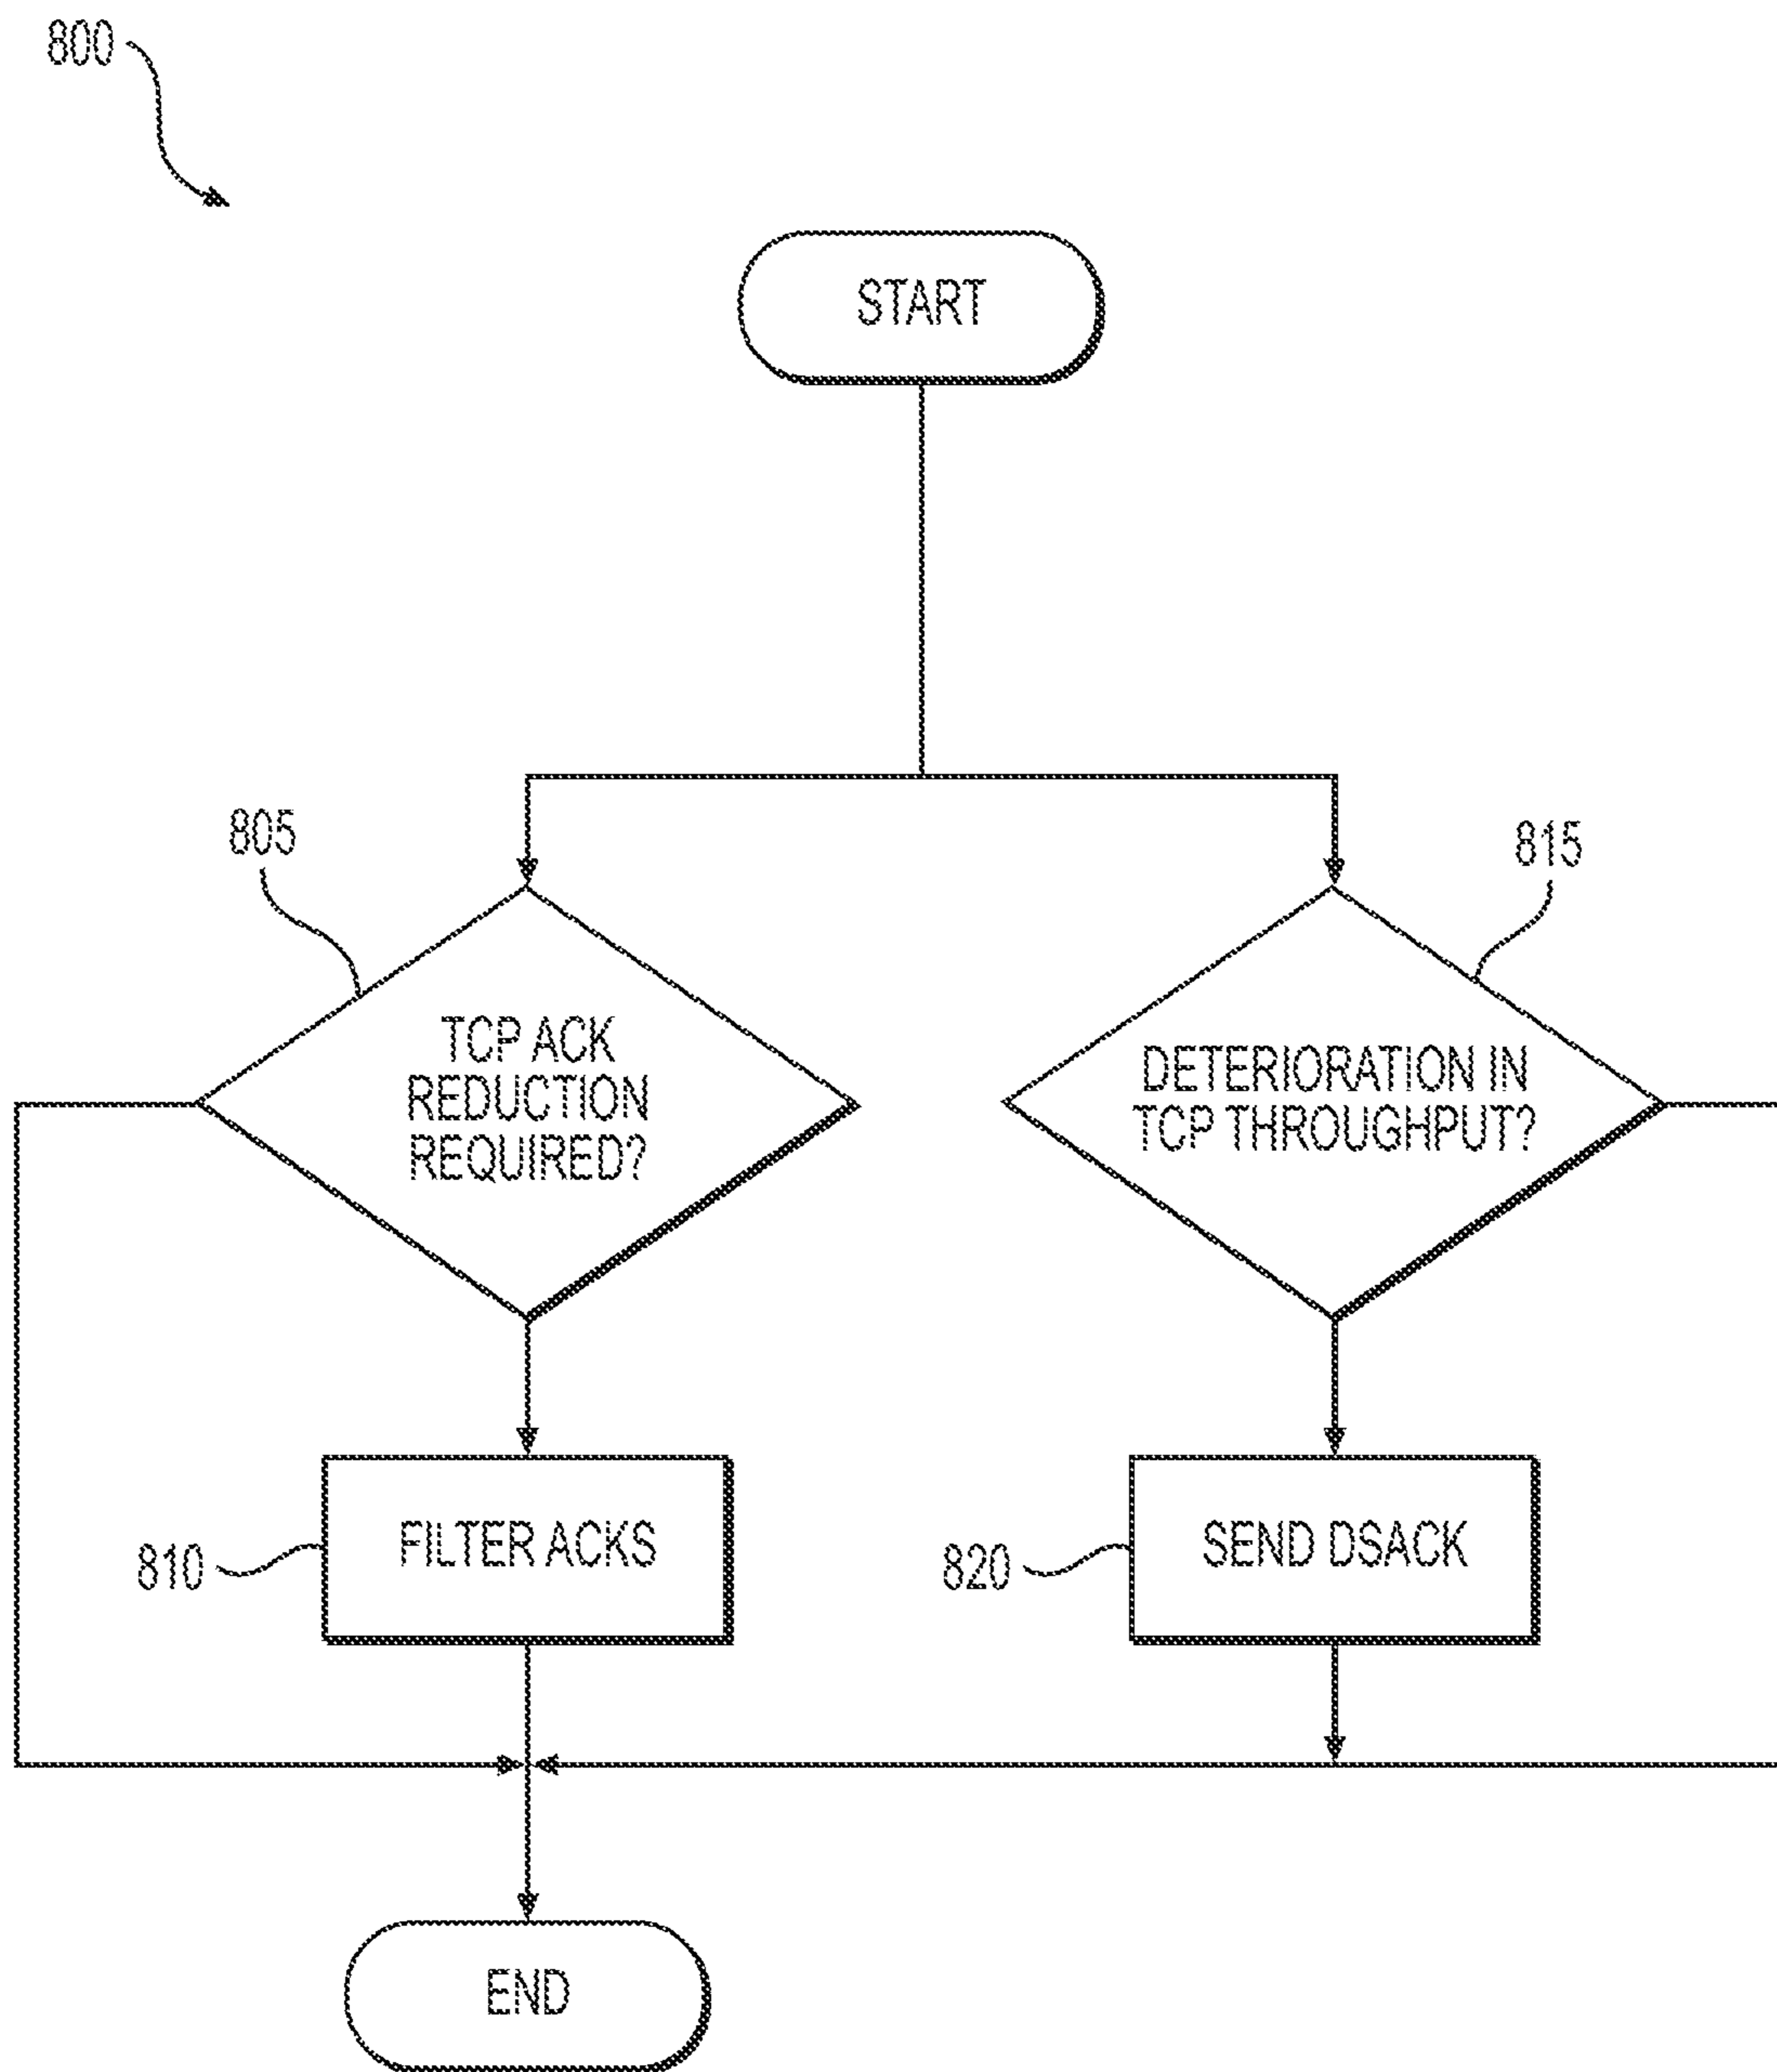 800
START
805
815
TCP ACK
REDUCTION
REQUIRED?
DETERIORATION IN
TCP THROUGHPUT?
810
FILTER ACKS
820
SEND DSACK
END